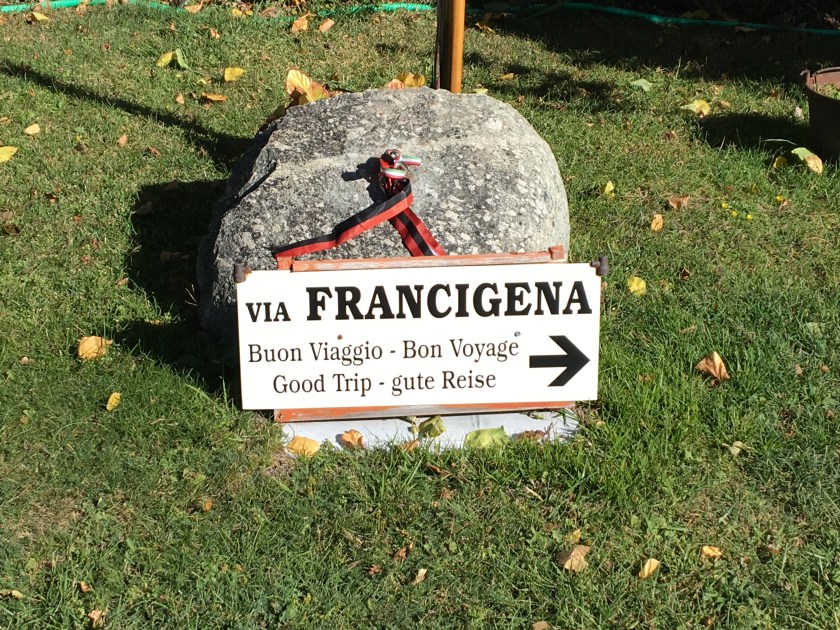 VIA FRANCIGENA
Buon Viaggio - Bon Voyage
Good Trip - gute Reise